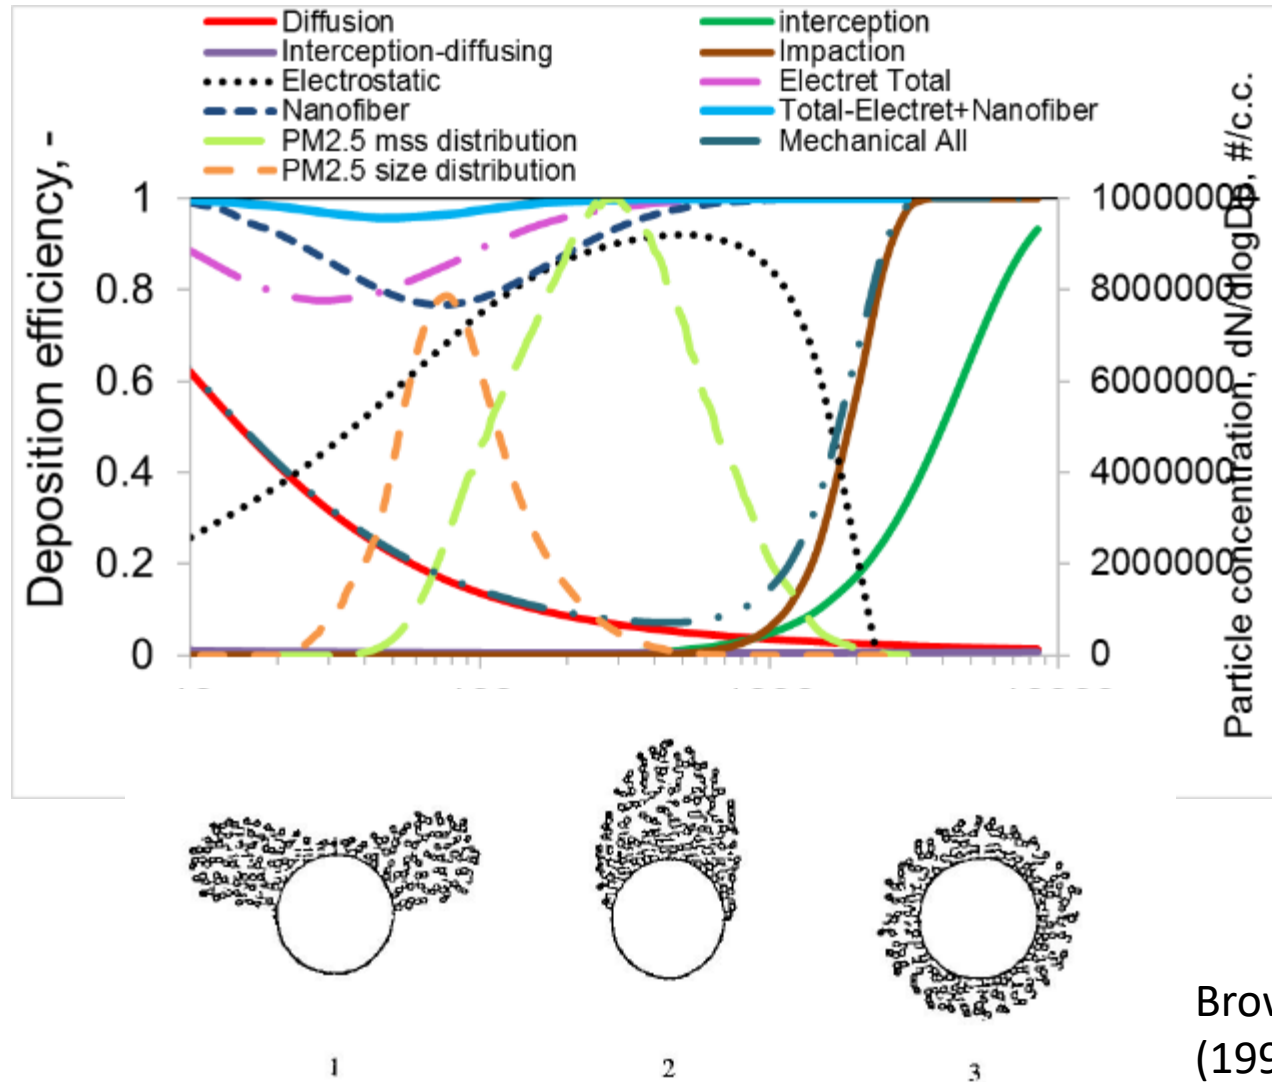 Diffusion
interception
Interception-diffusing
Impaction
Electrostatic
Electret Total
Nanofiber
Total-Electret+Nanofiber
PM2.5 mss distribution
Mechanical All
PM2.5 size distribution
Deposition efficiency, -
1
0.8
0.6
0.4
0.2
0
10000000
8000000
6000000
4000000
2000000
0
Particle concentration, dN/dlogDp, #/c.c.
1
2
3